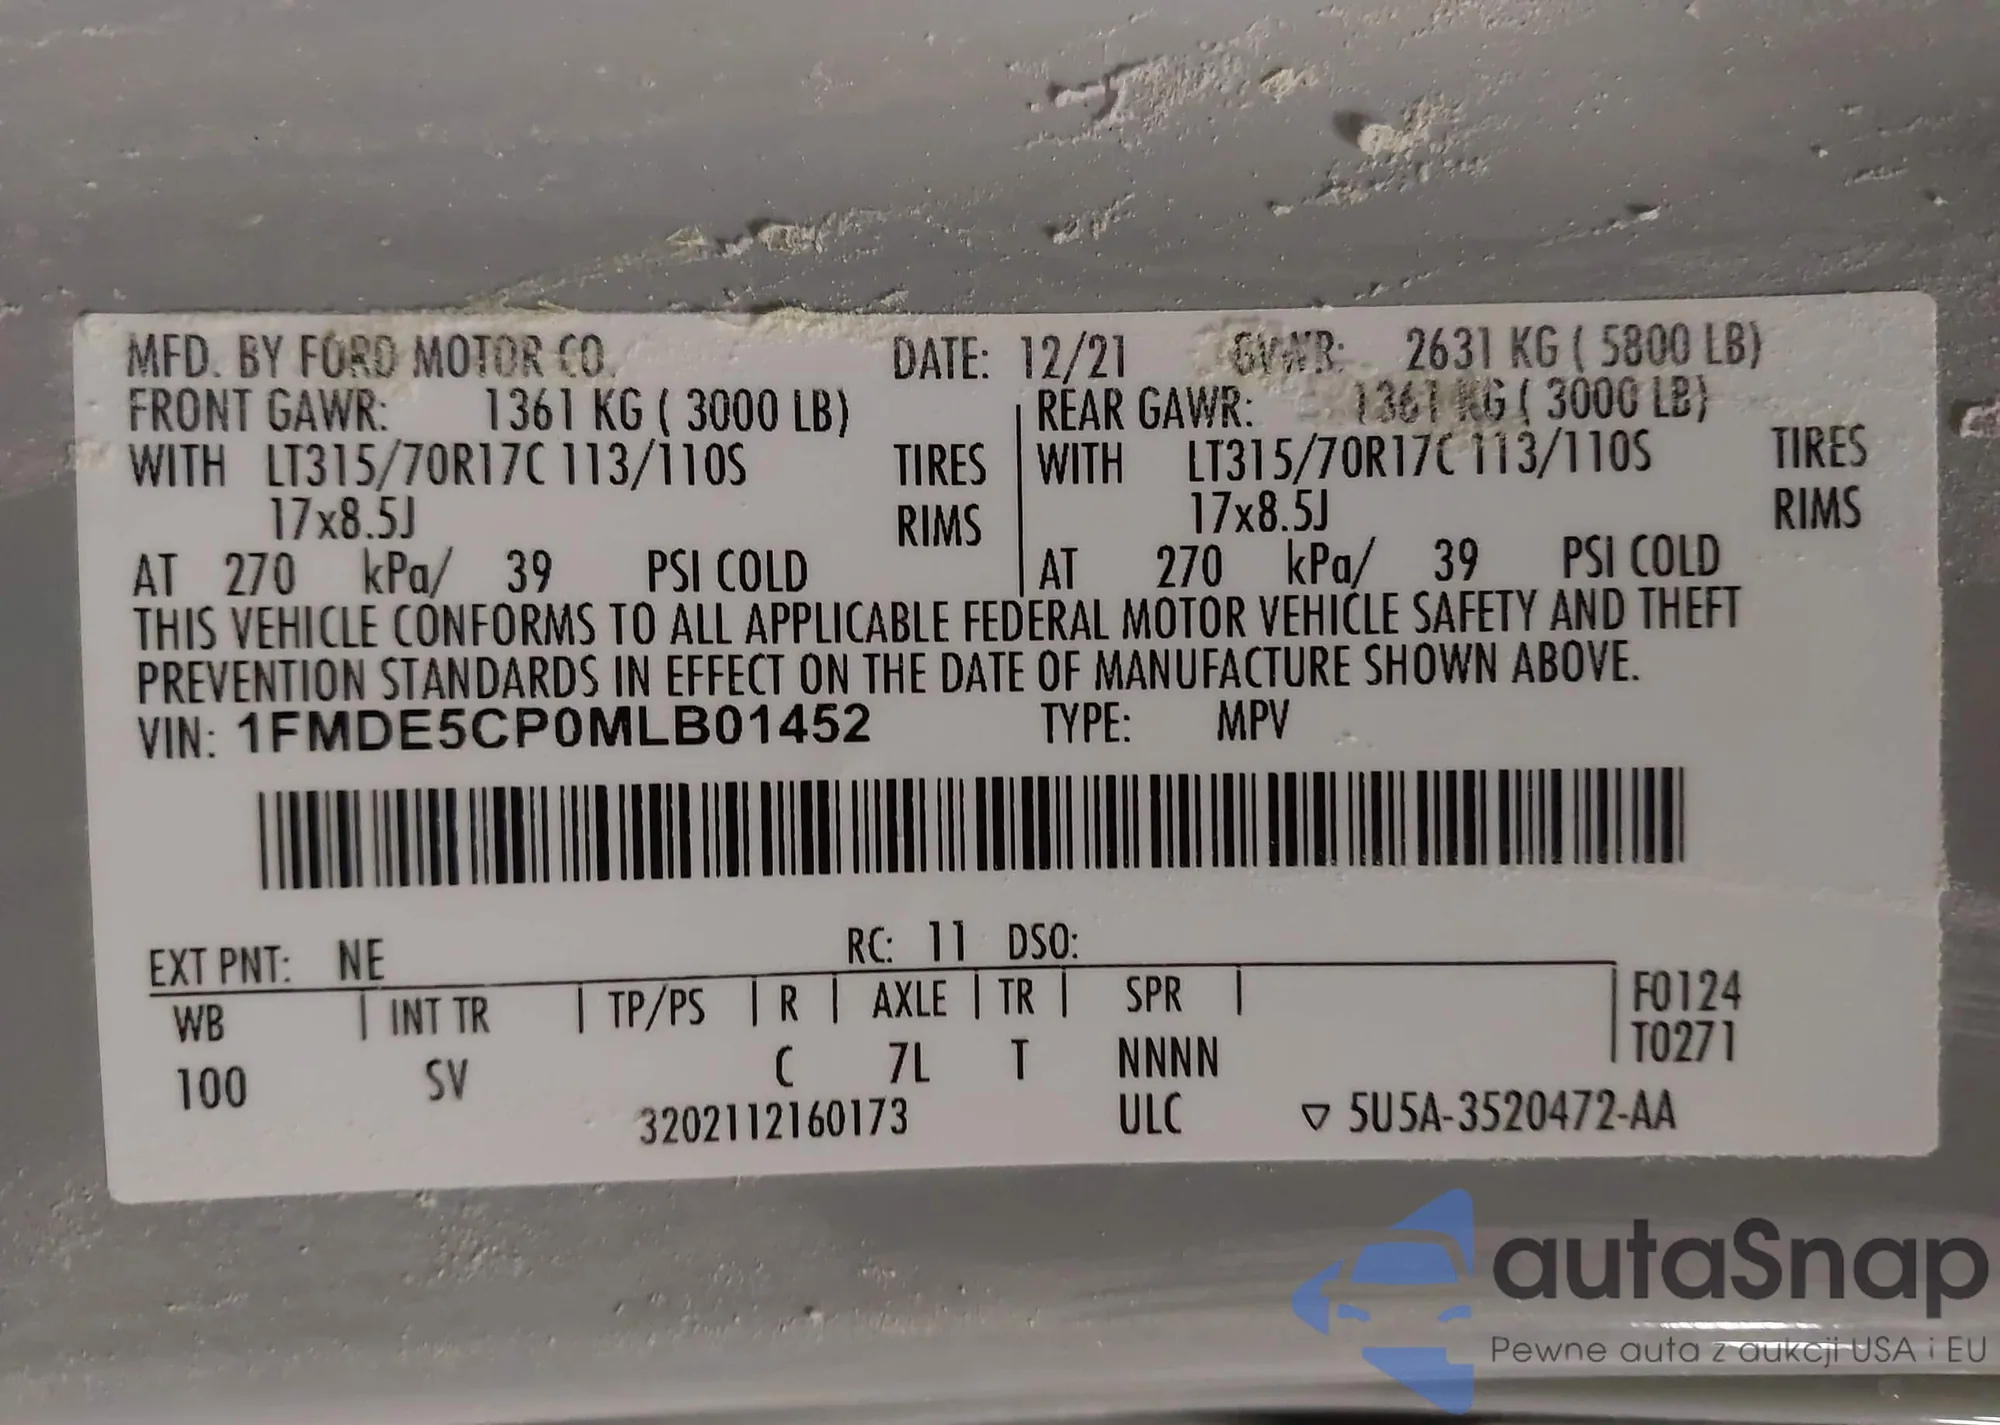 MFD. BY FORD MOTOR CO. DATE: 12/21 GVWR: 2631 KG ( 5800 LB)
FRONT GAWR: 1361 KG ( 3000 LB) REAR GAWR: 1361 KG ( 3000 LB)
WITH LT315/70R17C 113/110S TIRES WITH LT315/70R17C 113/110S TIRES
17x8.5J RIMS 17x8.5J RIMS
AT 270 kPa/ 39 PSI COLD AT 270 kPa/ 39 PSI COLD
THIS VEHICLE CONFORMS TO ALL APPLICABLE FEDERAL MOTOR VEHICLE SAFETY AND THEFT
PREVENTION STANDARDS IN EFFECT ON THE DATE OF MANUFACTURE SHOWN ABOVE.
VIN: 1FMDE5CP0MLB01452 TYPE: MPV
EXT PNT: NE RC: 11 DSO:
WB | INT TR | TP/PS | R | AXLE | TR | SPR | F0124
T0271
100 SV C 7L T NNNN
3202112160173 ULC ▽ 5U5A-3520472-AA
autaSnap
Pewne auta z aukcji USA i EU